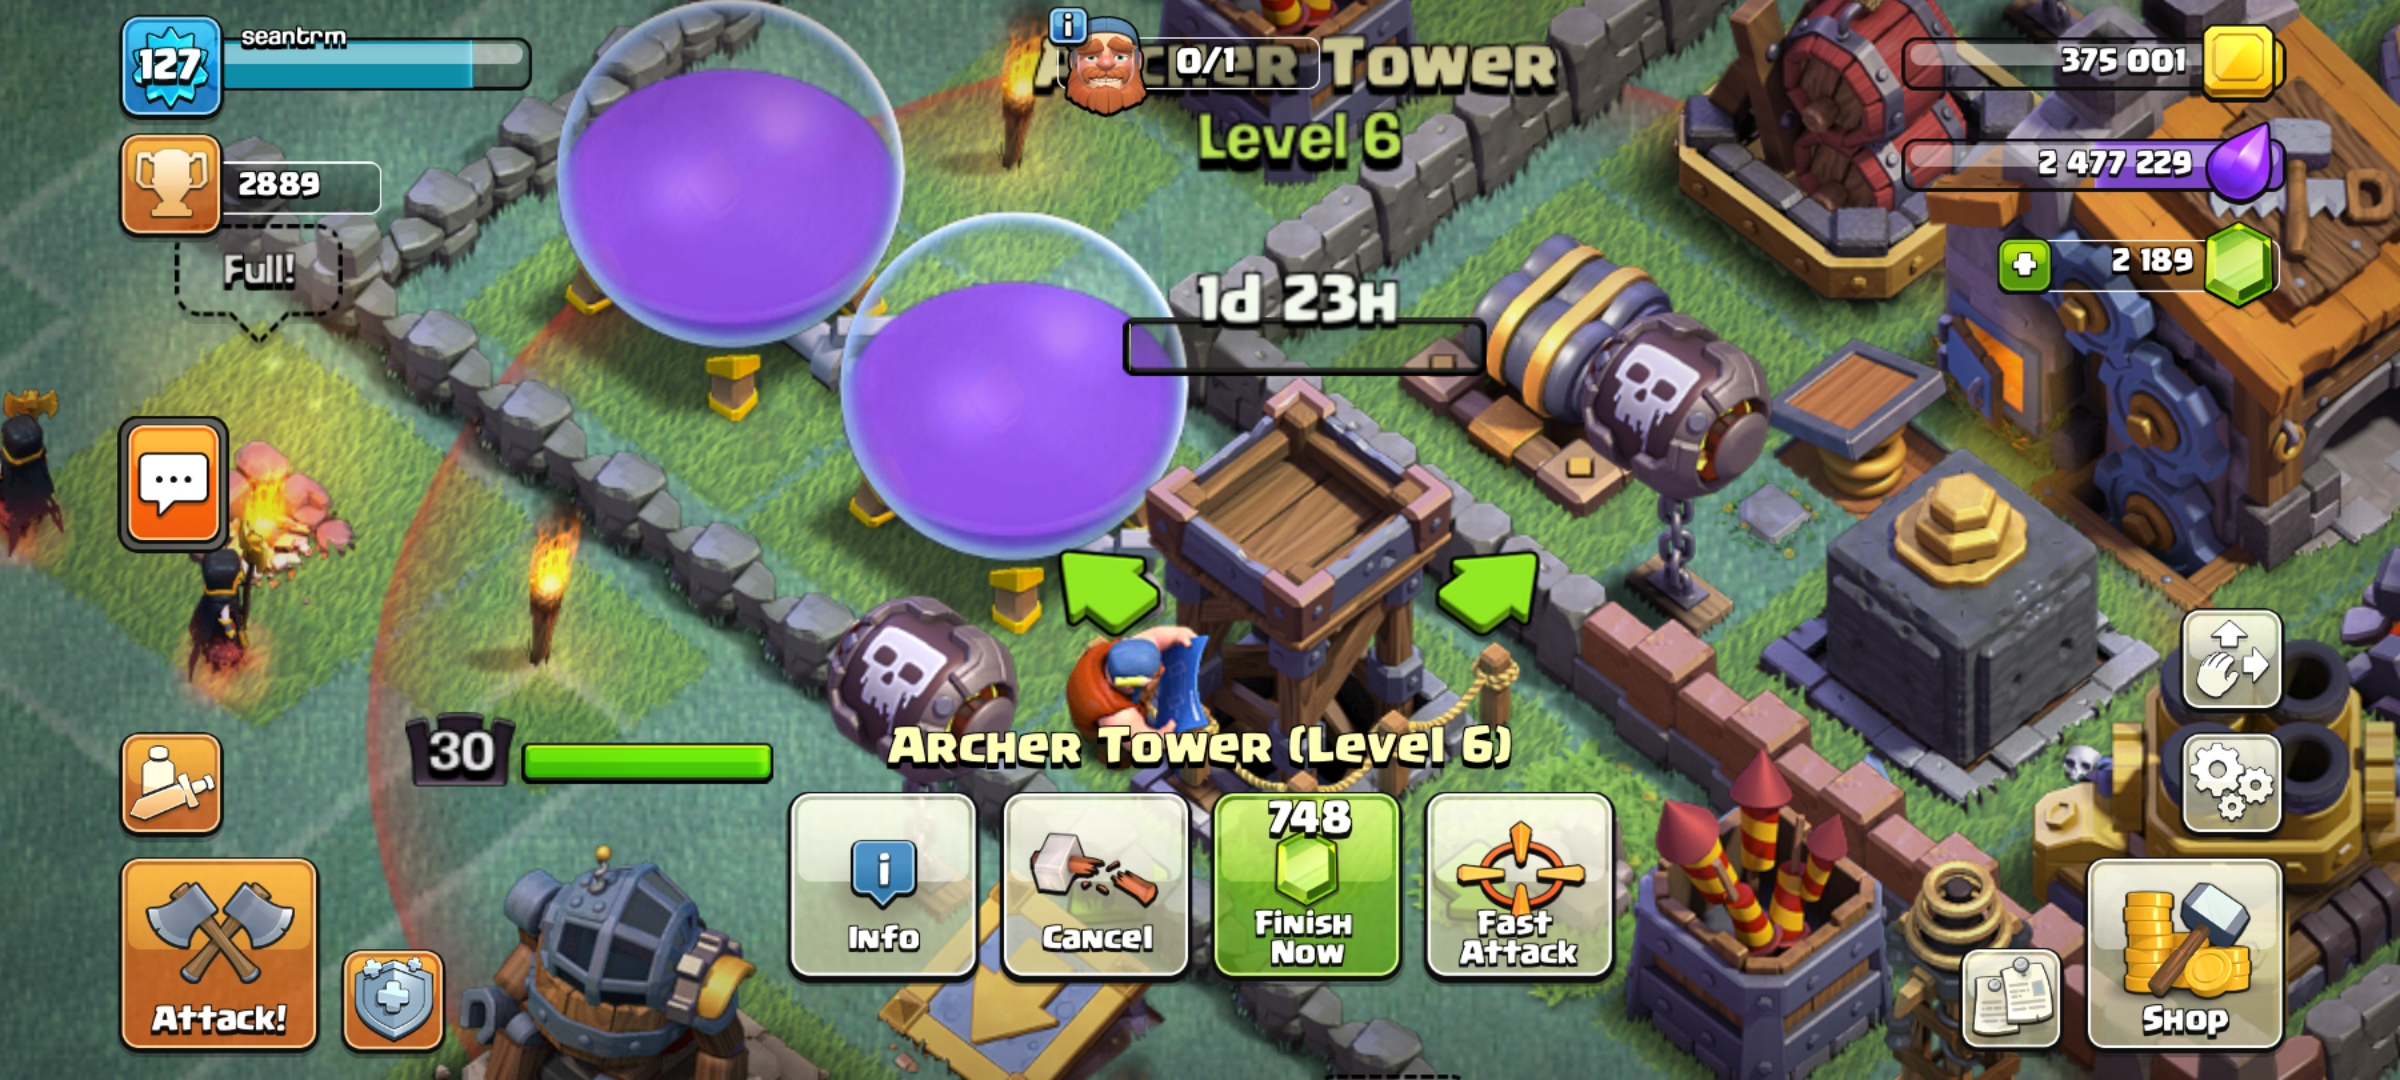 127
seantrm
0/1
Archer Tower
Level 6
375 001
2889
2 477 229
Full!
2 189
1d 23H
30
Archer Tower (Level 6)
Info
Cancel
748
Finish
Now
Fast
Attack
Attack!
Shop